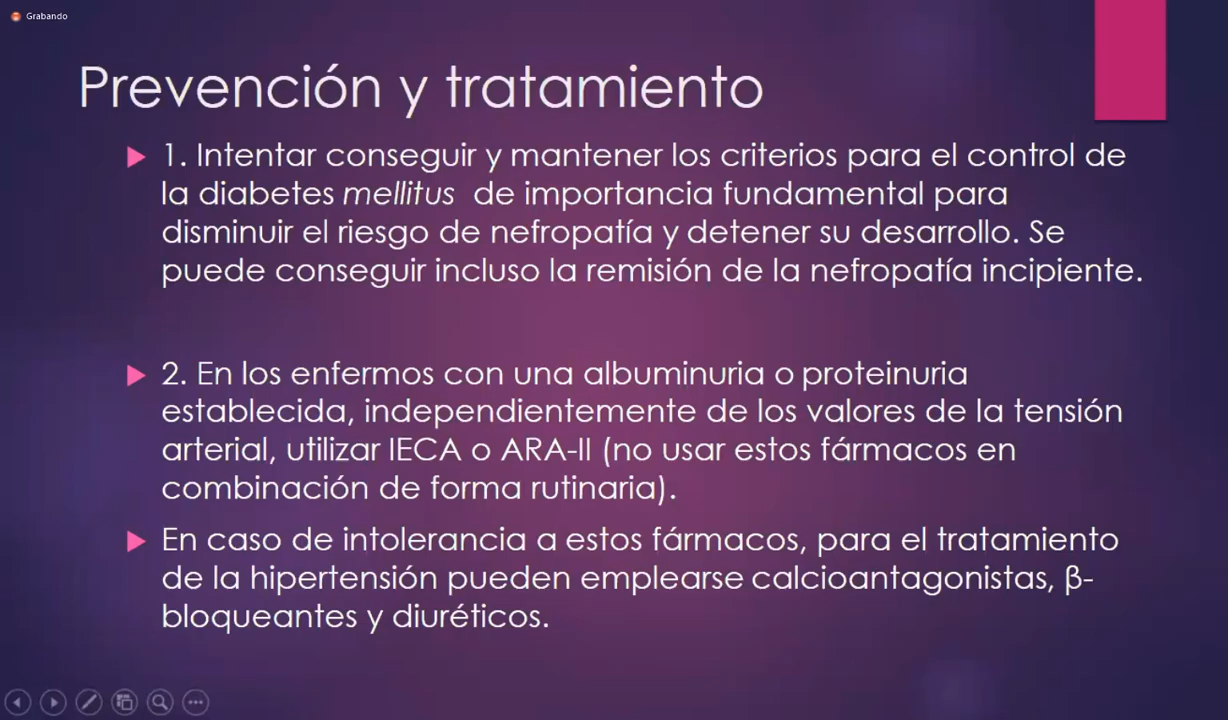 Grabando
Prevención y tratamiento
1. Intentar conseguir y mantener los criterios para el control de
la diabetes mellitus de importancia fundamental para
disminuir el riesgo de nefropatía y detener su desarrollo. Se
puede conseguir incluso la remisión de la nefropatía incipiente.
2. En los enfermos con una albuminuria o proteinuria
establecida, independientemente de los valores de la tensión
arterial, utilizar IECA o ARA-II (no usar estos fármacos en
combinación de forma rutinaria).
En caso de intolerancia a estos fármacos, para el tratamiento
de la hipertensión pueden emplearse calcioantagonistas, β-
bloqueantes y diuréticos.